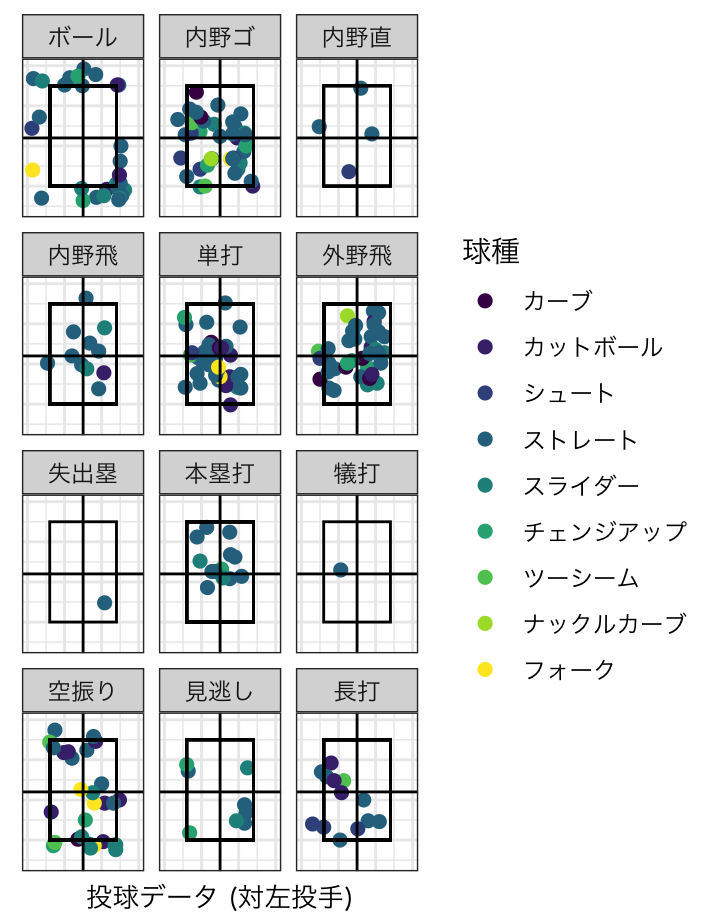 ボール 内野ゴ 内野直
内野飛 単打 外野飛
失出塁 本塁打 犠打
空振り 見逃し 長打
投球データ (対左投手)
球種
カーブ
カットボール
シュート
ストレート
スライダー
チェンジアップ
ツーシーム
ナックルカーブ
フォーク